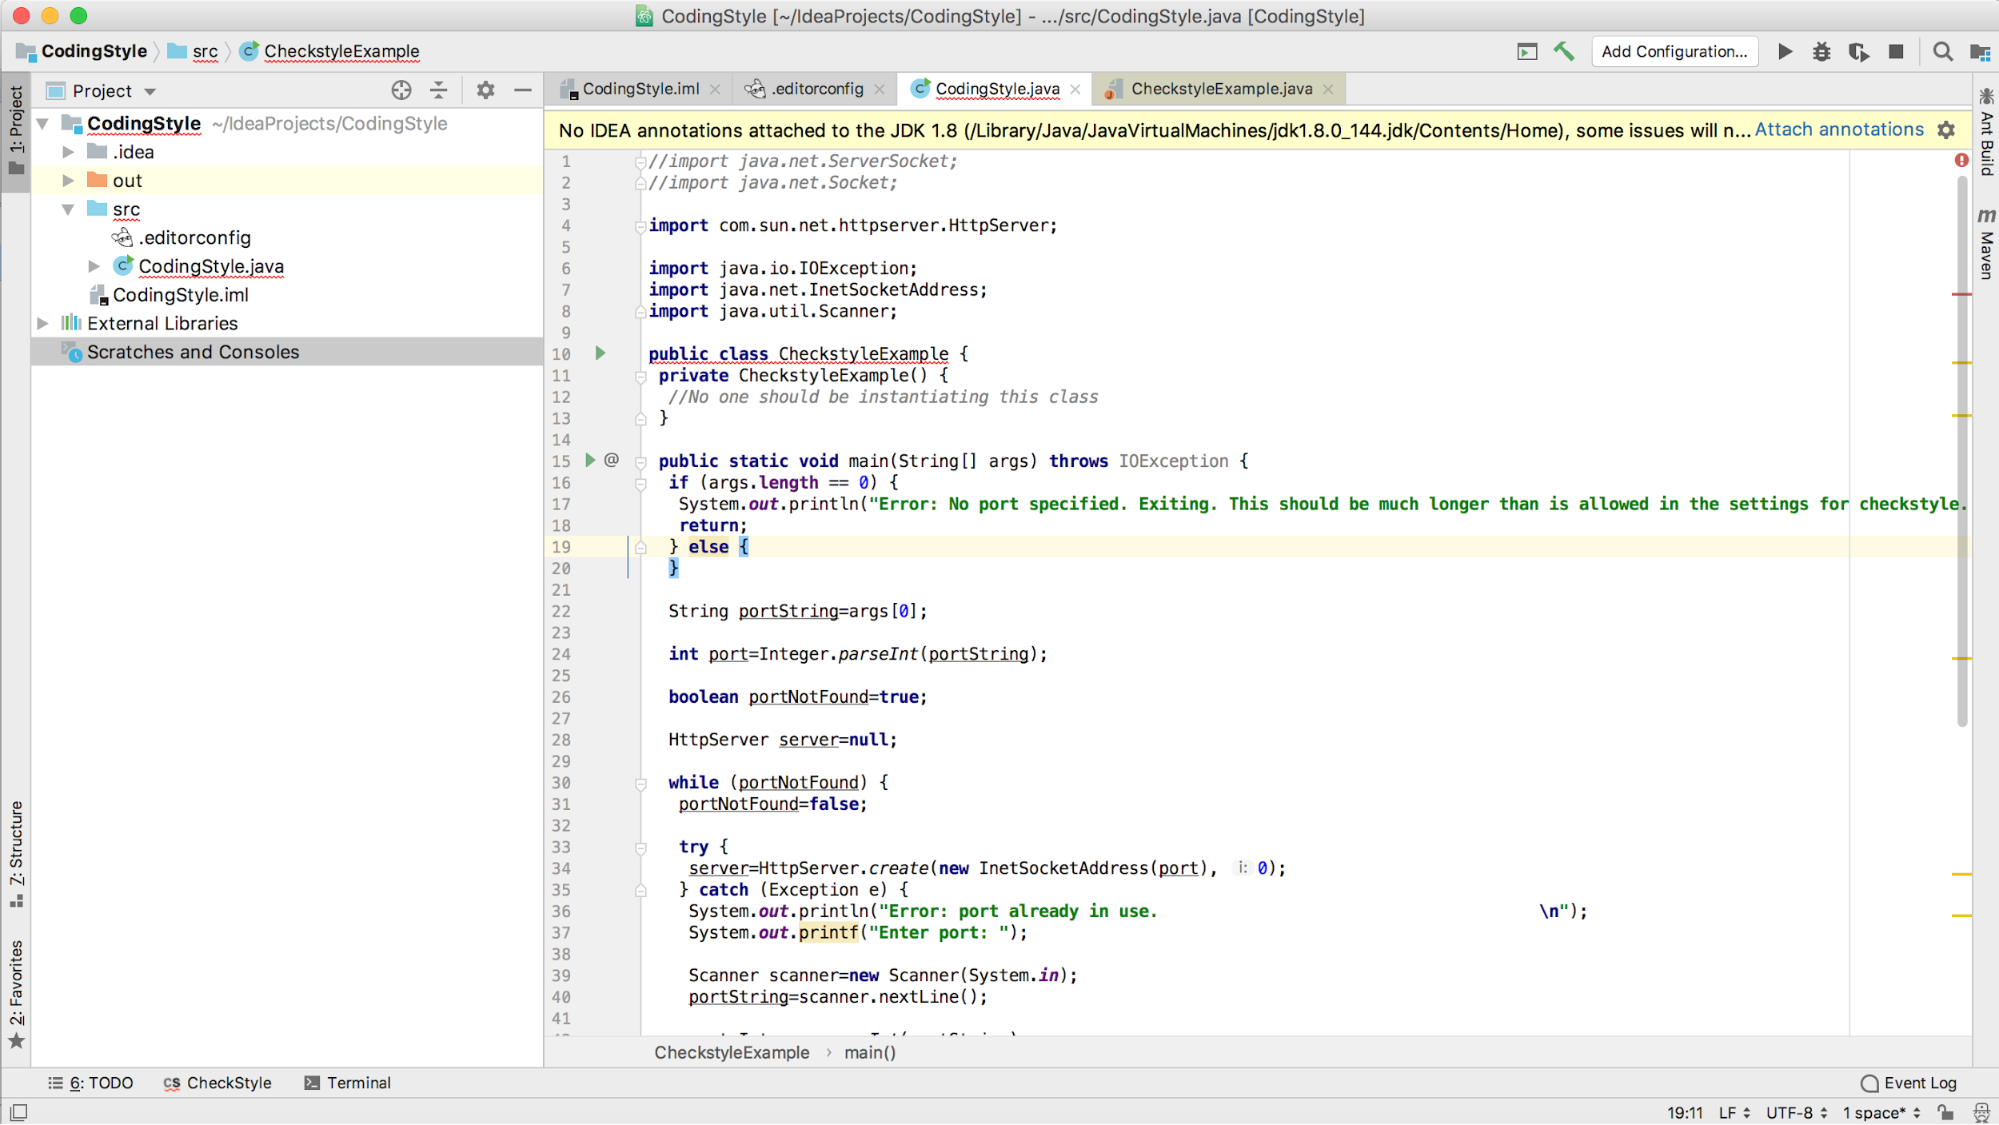 CodingStyle [~/IdeaProjects/CodingStyle] - .../src/CodingStyle.java [CodingStyle]
CodingStyle src CheckstyleExample
Add Configuration...
1: Project
Project
CodingStyle ~/IdeaProjects/CodingStyle
.idea
out
src
.editorconfig
CodingStyle.java
CodingStyle.iml
External Libraries
Scratches and Consoles
Z: Structure
2: Favorites
CodingStyle.iml .editorconfig CodingStyle.java CheckstyleExample.java
No IDEA annotations attached to the JDK 1.8 (/Library/Java/JavaVirtualMachines/jdk1.8.0_144.jdk/Contents/Home), some issues will n... Attach annotations
1 //import java.net.ServerSocket;
2 //import java.net.Socket;
3
4 import com.sun.net.httpserver.HttpServer;
5
6 import java.io.IOException;
7 import java.net.InetSocketAddress;
8 import java.util.Scanner;
9
10 public class CheckstyleExample {
11 private CheckstyleExample() {
12 //No one should be instantiating this class
13 }
14
15 @ public static void main(String[] args) throws IOException {
16 if (args.length == 0) {
17 System.out.println("Error: No port specified. Exiting. This should be much longer than is allowed in the settings for checkstyle.
18 return;
19 } else {
20 }
21
22 String portString=args[0];
23
24 int port=Integer.parseInt(portString);
25
26 boolean portNotFound=true;
27
28 HttpServer server=null;
29
30 while (portNotFound) {
31 portNotFound=false;
32
33 try {
34 server=HttpServer.create(new InetSocketAddress(port), i: 0);
35 } catch (Exception e) {
36 System.out.println("Error: port already in use. \n");
37 System.out.printf("Enter port: ");
38
39 Scanner scanner=new Scanner(System.in);
40 portString=scanner.nextLine();
41
CheckstyleExample › main()
Ant Build
m Maven
6: TODO CS CheckStyle Terminal
Event Log
19:11 LF UTF-8 1 space*